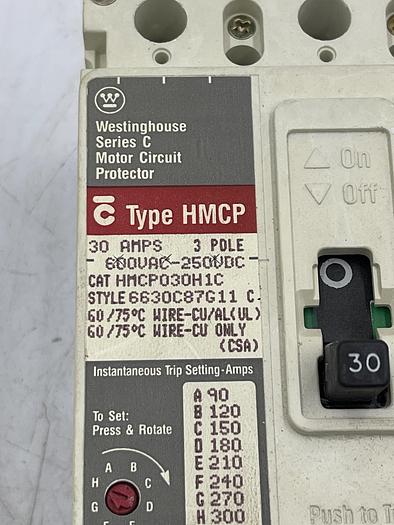 Westinghouse
Series C
Motor Circuit
Protector
C Type HMCP
30 AMPS 3 POLE
600VAC-250VDC
CAT HMCP030H1C
STYLE 6630C87G11 C
60/75°C WIRE-CU/AL(UL)
60/75°C WIRE-CU ONLY
(CSA)
Instantaneous Trip Setting-Amps
To Set:
Press & Rotate
A 90
B 120
C 150
D 180
E 210
F 240
G 270
H 300
A B
H C
G D
On
Off
30
Push to